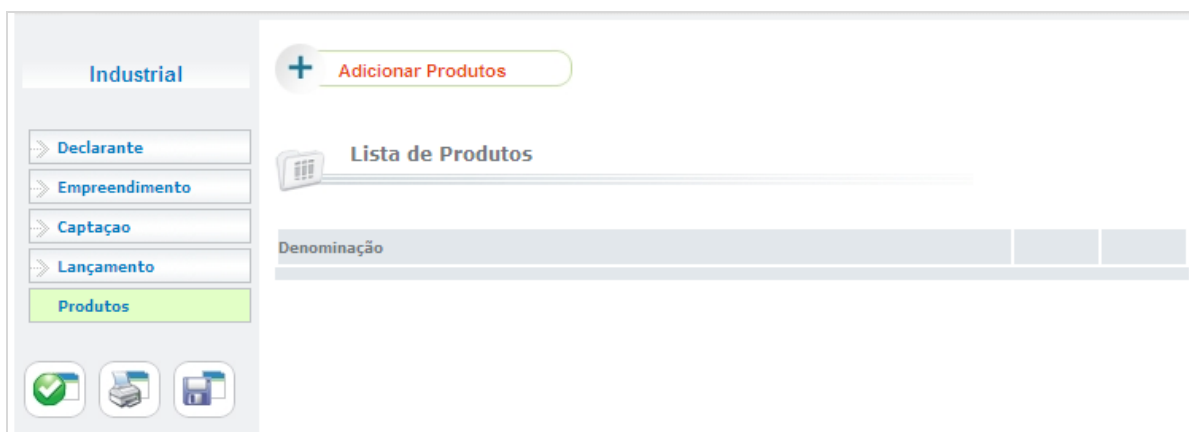 Industrial
Declarante
Empreendimento
Captaçao
Lançamento
Produtos
Adicionar Produtos
Lista de Produtos
Denominação